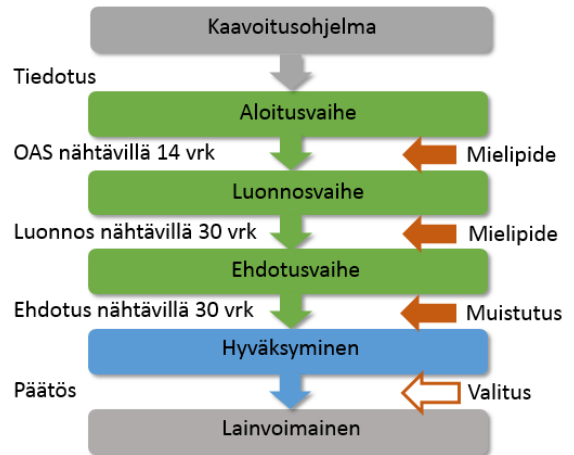 Kaavoitusohjelma
Tiedotus
Aloitusvaihe
OAS nähtävillä 14 vrk
Mielipide
Luonnosvaihe
Luonnos nähtävillä 30 vrk
Mielipide
Ehdotusvaihe
Ehdotus nähtävillä 30 vrk
Muistutus
Hyväksyminen
Päätös
Valitus
Lainvoimainen